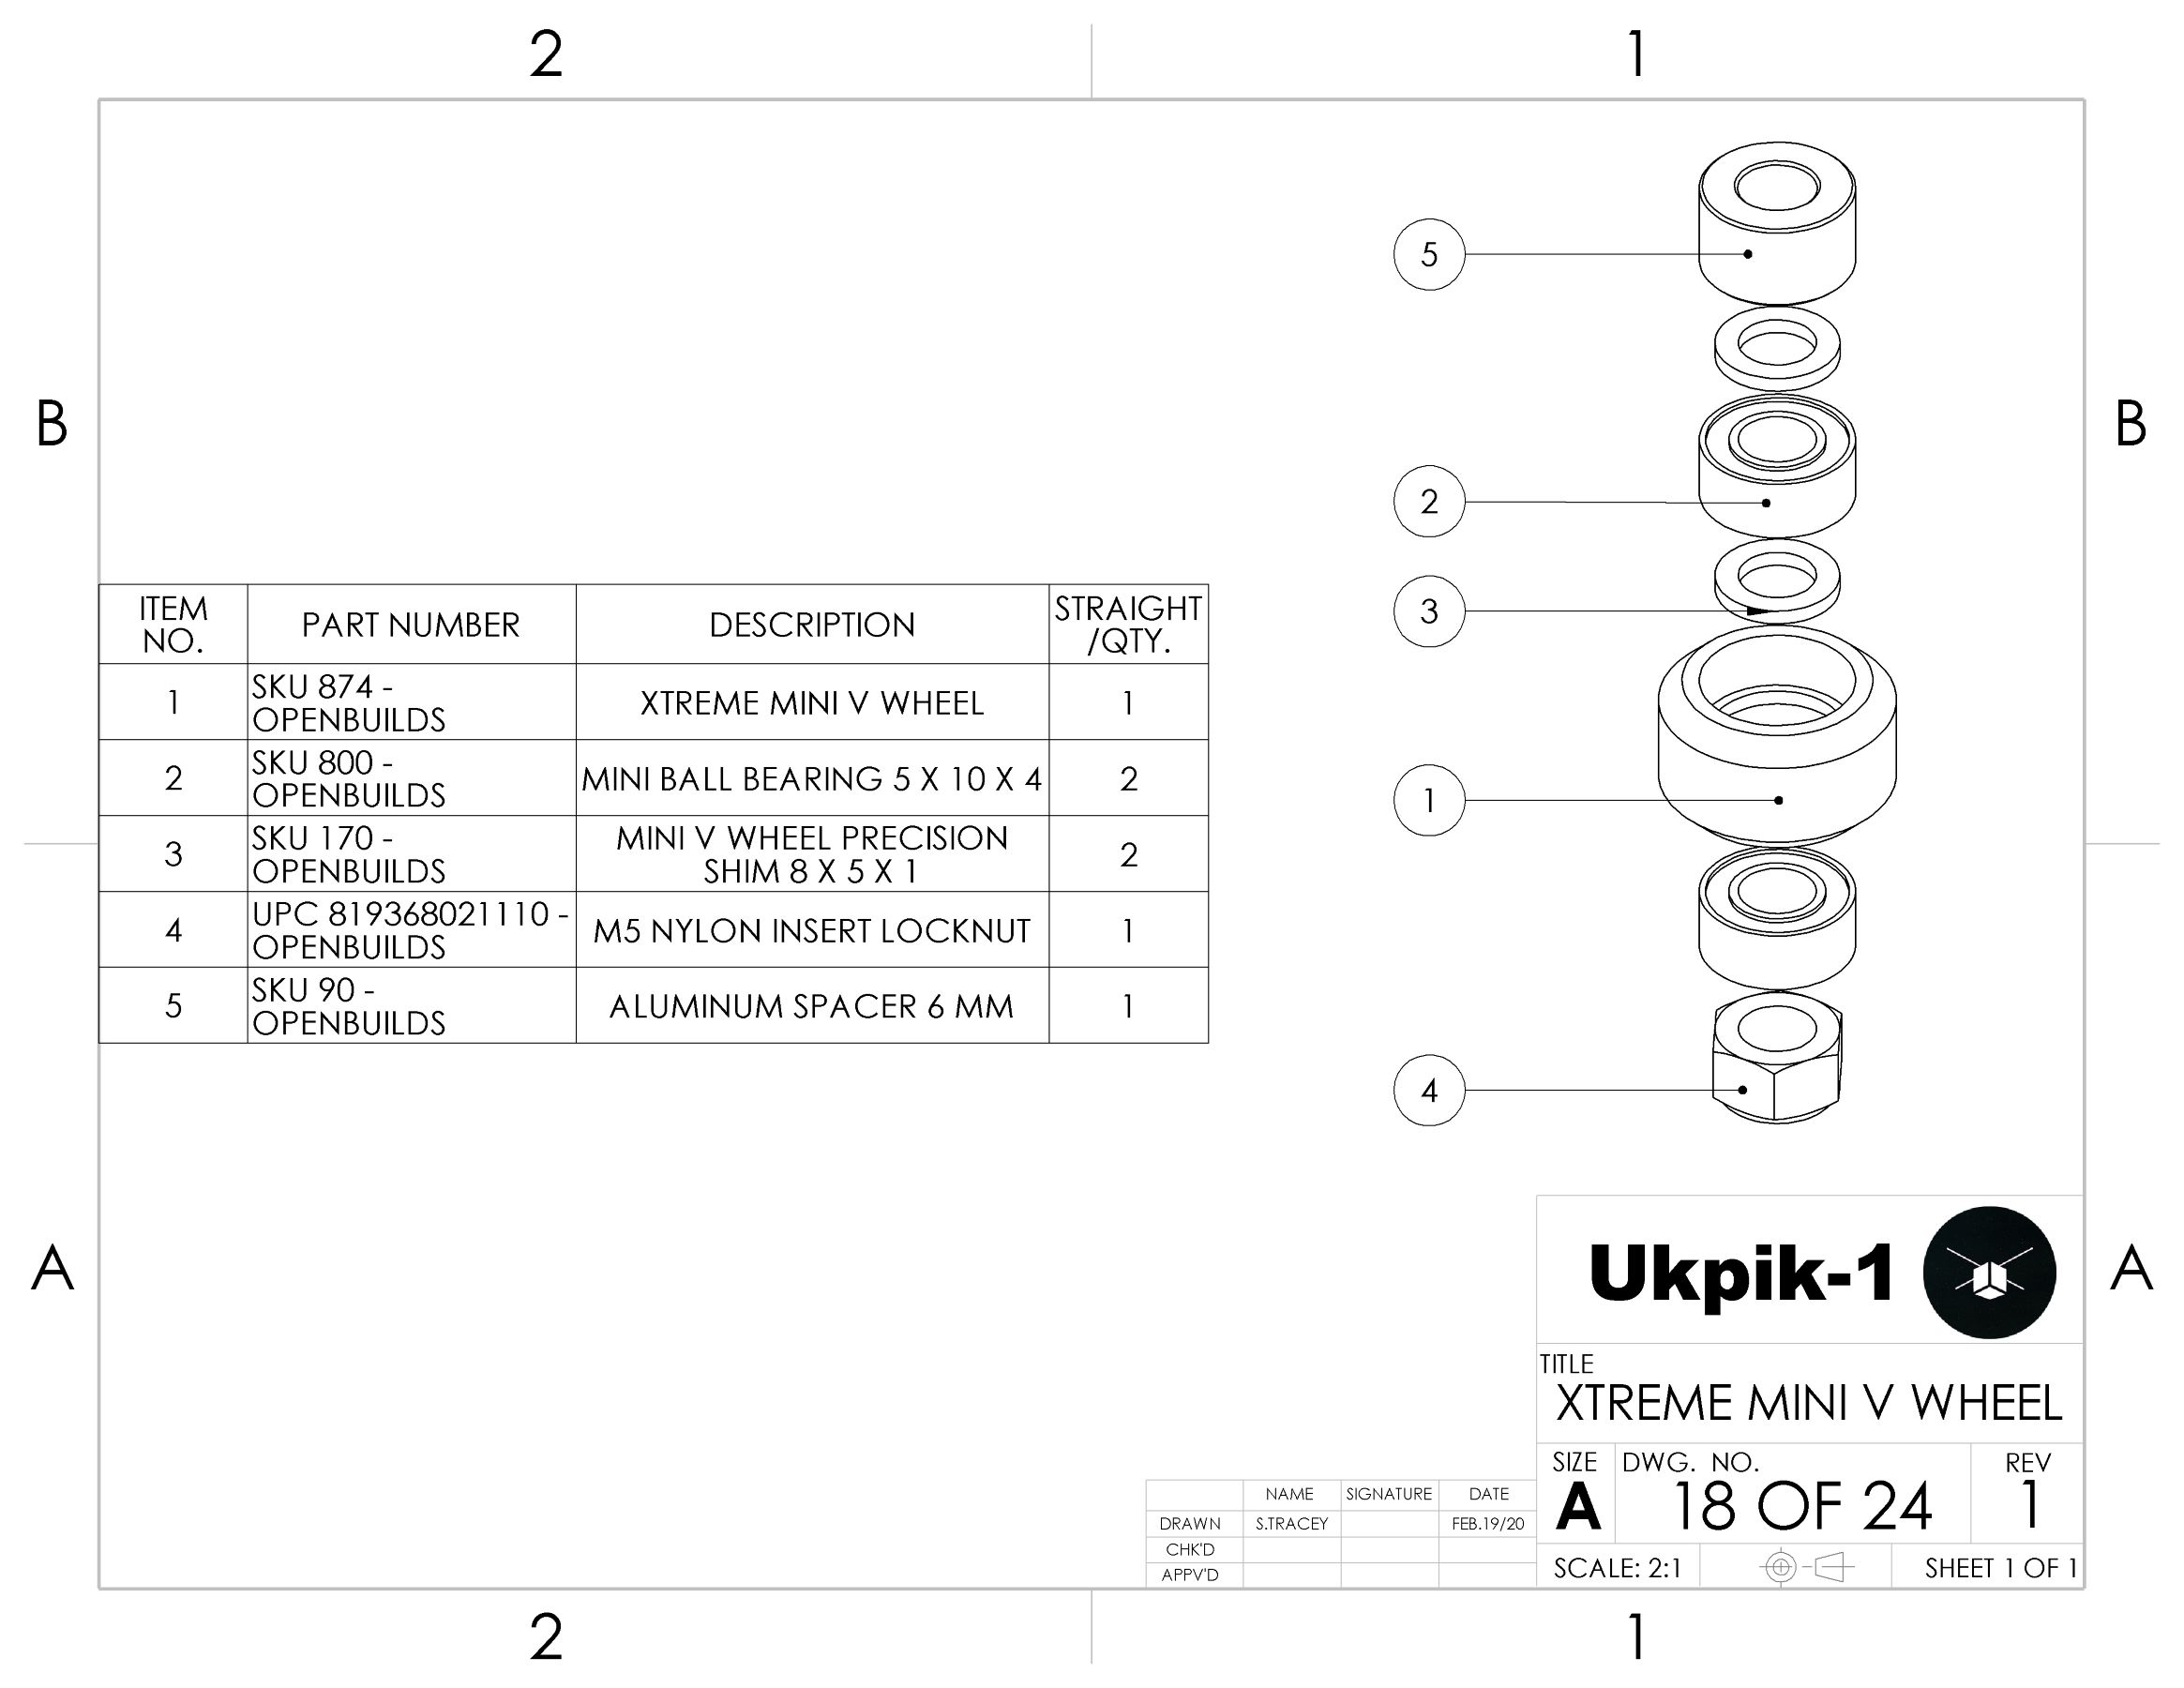 2 1
B B
A A
2 1
5
2
3
1
4
ITEM NO. PART NUMBER DESCRIPTION STRAIGHT /QTY.
1 SKU 874 - OPENBUILDS XTREME MINI V WHEEL 1
2 SKU 800 - OPENBUILDS MINI BALL BEARING 5 X 10 X 4 2
3 SKU 170 - OPENBUILDS MINI V WHEEL PRECISION SHIM 8 X 5 X 1 2
4 UPC 819368021110 - OPENBUILDS M5 NYLON INSERT LOCKNUT 1
5 SKU 90 - OPENBUILDS ALUMINUM SPACER 6 MM 1
Ukpik-1
TITLE
XTREME MINI V WHEEL
SIZE DWG. NO. REV
A 18 OF 24 1
SCALE: 2:1 SHEET 1 OF 1
NAME SIGNATURE DATE
DRAWN S.TRACEY FEB.19/20
CHK'D
APPV'D